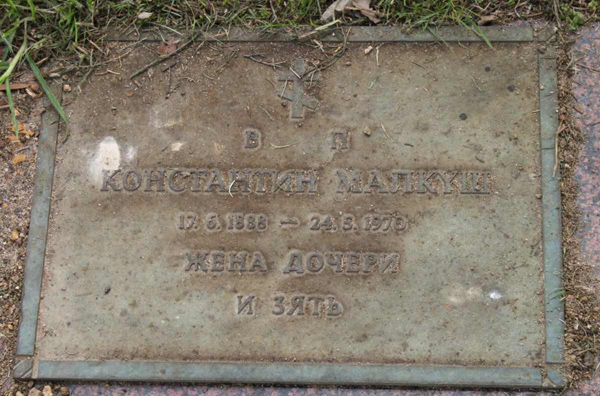 В П
КОНСТАНТИН МАЛКУШ
17. 6. 1888 — 24. 3. 1970
ЖЕНА ДОЧЕРИ
И ЗЯТЬ